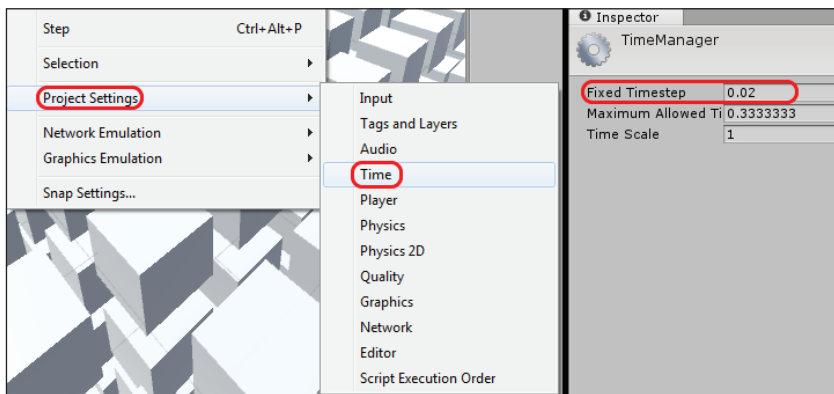 Step Ctrl+Alt+P
Selection
Project Settings
Network Emulation
Graphics Emulation
Snap Settings...
Input
Tags and Layers
Audio
Time
Player
Physics
Physics 2D
Quality
Graphics
Network
Editor
Script Execution Order
Inspector
TimeManager
Fixed Timestep 0.02
Maximum Allowed Ti 0.3333333
Time Scale 1